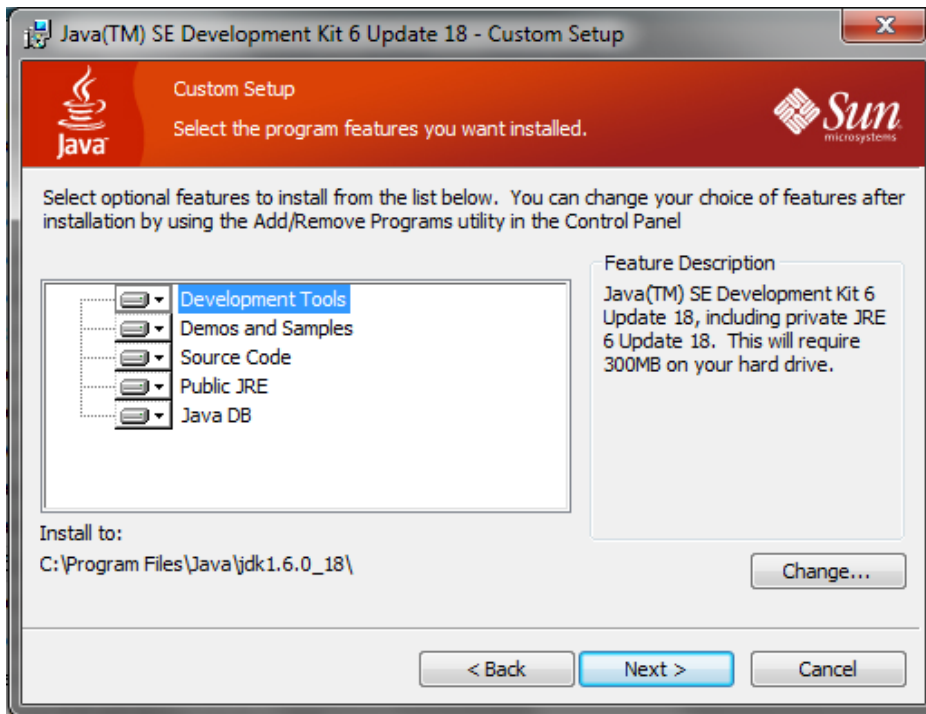 Java(TM) SE Development Kit 6 Update 18 - Custom Setup
Java
Custom Setup
Select the program features you want installed.
Sun
microsystems
Select optional features to install from the list below.  You can change your choice of features after
installation by using the Add/Remove Programs utility in the Control Panel
Development Tools
Demos and Samples
Source Code
Public JRE
Java DB
Feature Description
Java(TM) SE Development Kit 6
Update 18, including private JRE
6 Update 18.  This will require
300MB on your hard drive.
Install to:
C:\Program Files\Java\jdk1.6.0_18\
Change...
< Back
Next >
Cancel